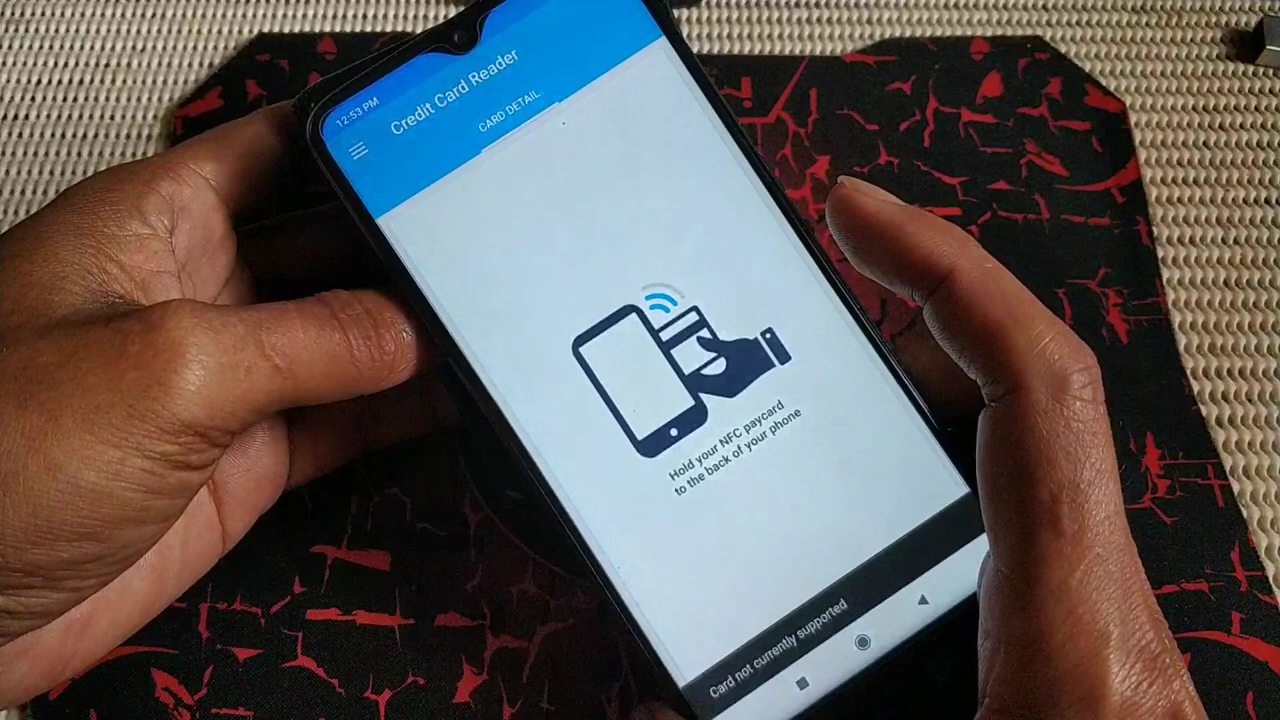 12:53 PM
Credit Card Reader
CARD DETAIL
Hold your NFC paycard
to the back of your phone
Card not currently supported